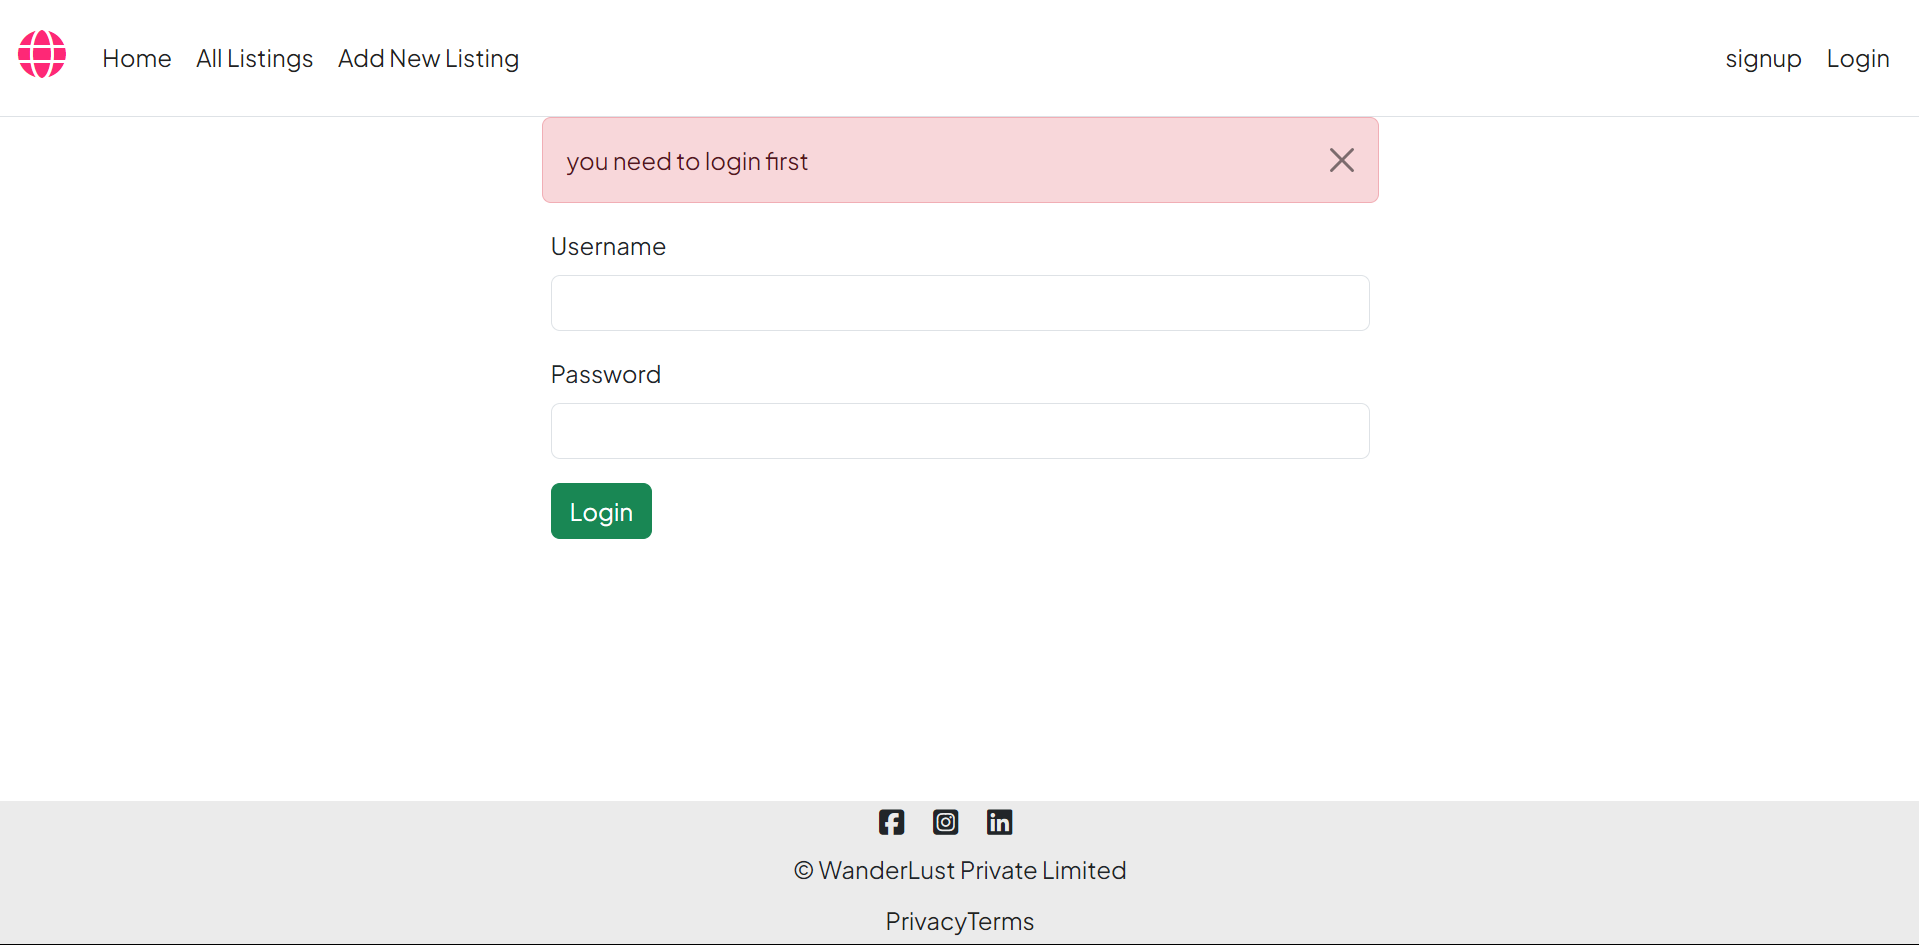 Home All Listings Add New Listing signup Login
you need to login first
Username
Password
Login
© WanderLust Private Limited
PrivacyTerms